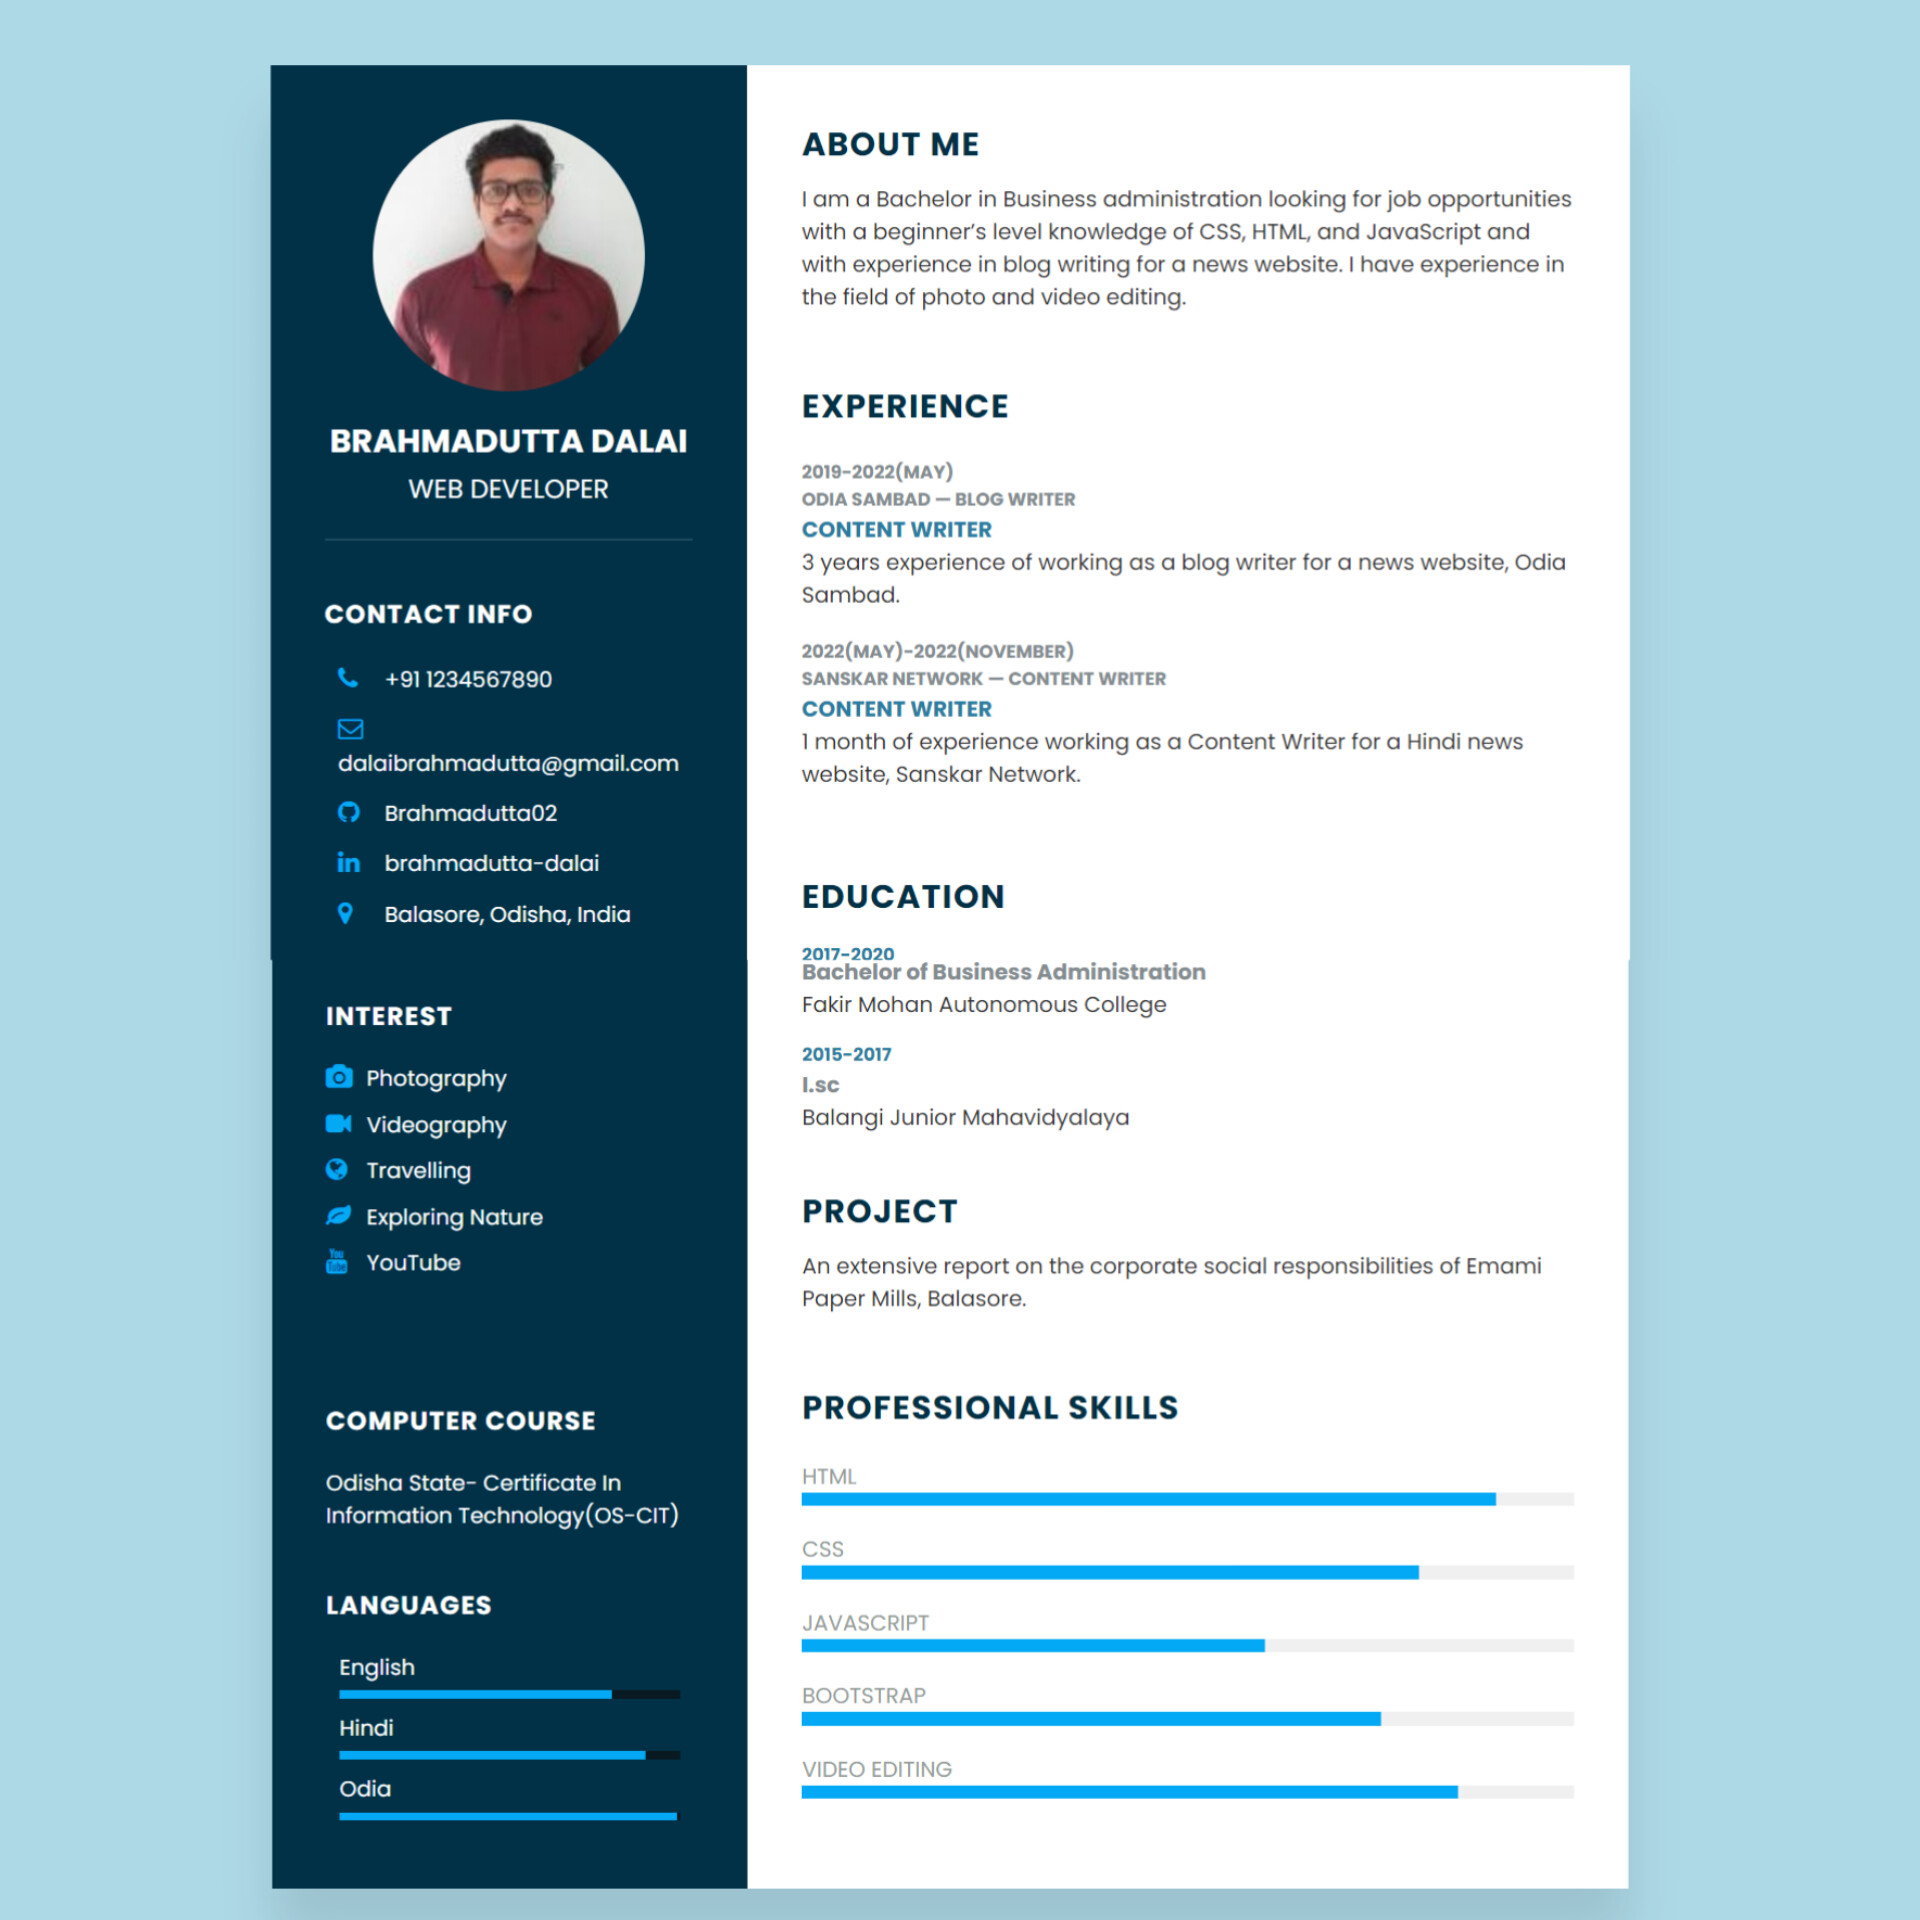 BRAHMADUTTA DALAI
WEB DEVELOPER
CONTACT INFO
+91 1234567890
dalaibrahmadutta@gmail.com
Brahmadutta02
brahmadutta-dalai
Balasore, Odisha, India
INTEREST
Photography
Videography
Travelling
Exploring Nature
You
Tube
YouTube
COMPUTER COURSE
Odisha State- Certificate In
Information Technology(OS-CIT)
LANGUAGES
English
Hindi
Odia
ABOUT ME
I am a Bachelor in Business administration looking for job opportunities
with a beginner’s level knowledge of CSS, HTML, and JavaScript and
with experience in blog writing for a news website. I have experience in
the field of photo and video editing.
EXPERIENCE
2019-2022(MAY)
ODIA SAMBAD — BLOG WRITER
CONTENT WRITER
3 years experience of working as a blog writer for a news website, Odia
Sambad.
2022(MAY)-2022(NOVEMBER)
SANSKAR NETWORK — CONTENT WRITER
CONTENT WRITER
1 month of experience working as a Content Writer for a Hindi news
website, Sanskar Network.
EDUCATION
2017-2020
Bachelor of Business Administration
Fakir Mohan Autonomous College
2015-2017
I.sc
Balangi Junior Mahavidyalaya
PROJECT
An extensive report on the corporate social responsibilities of Emami
Paper Mills, Balasore.
PROFESSIONAL SKILLS
HTML
CSS
JAVASCRIPT
BOOTSTRAP
VIDEO EDITING